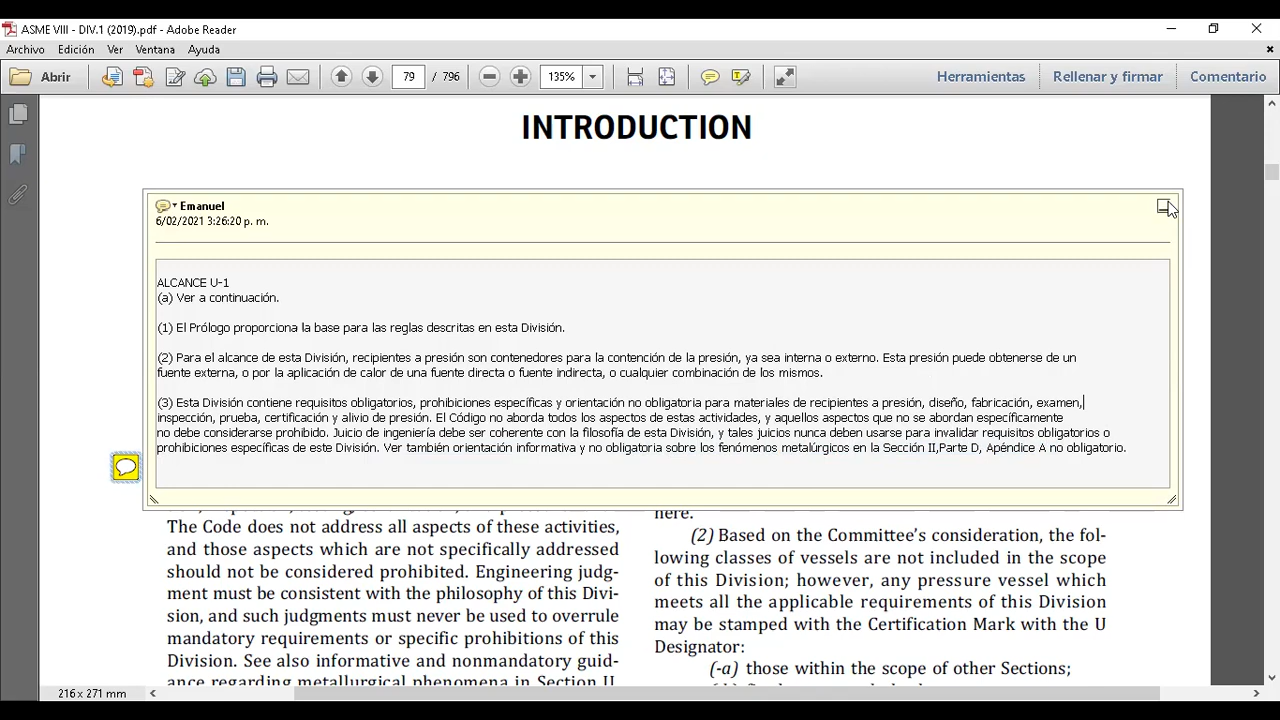 ASME VIII - DIV.1 (2019).pdf - Adobe Reader
Archivo Edición Ver Ventana Ayuda
Abrir 79 / 796 135% Herramientas Rellenar y firmar Comentario
INTRODUCTION
Emanuel
6/02/2021 3:26:20 p. m.
ALCANCE U-1
(a) Ver a continuación.
(1) El Prólogo proporciona la base para las reglas descritas en esta División.
(2) Para el alcance de esta División, recipientes a presión son contenedores para la contención de la presión, ya sea interna o externo. Esta presión puede obtenerse de un
fuente externa, o por la aplicación de calor de una fuente directa o fuente indirecta, o cualquier combinación de los mismos.
(3) Esta División contiene requisitos obligatorios, prohibiciones específicas y orientación no obligatoria para materiales de recipientes a presión, diseño, fabricación, examen,
inspección, prueba, certificación y alivio de presión. El Código no aborda todos los aspectos de estas actividades, y aquellos aspectos que no se abordan específicamente
no debe considerarse prohibido. Juicio de ingeniería debe ser coherente con la filosofía de esta División, y tales juicios nunca deben usarse para invalidar requisitos obligatorios o
prohibiciones específicas de este División. Ver también orientación informativa y no obligatoria sobre los fenómenos metalúrgicos en la Sección II,Parte D, Apéndice A no obligatorio.
The Code does not address all aspects of these activities,
and those aspects which are not specifically addressed
should not be considered prohibited. Engineering judg-
ment must be consistent with the philosophy of this Divi-
sion, and such judgments must never be used to overrule
mandatory requirements or specific prohibitions of this
Division. See also informative and nonmandatory guid-
ance regarding metallurgical phenomena in Section II,
here.
(2) Based on the Committee's consideration, the fol-
lowing classes of vessels are not included in the scope
of this Division; however, any pressure vessel which
meets all the applicable requirements of this Division
may be stamped with the Certification Mark with the U
Designator:
(-a) those within the scope of other Sections;
216 x 271 mm